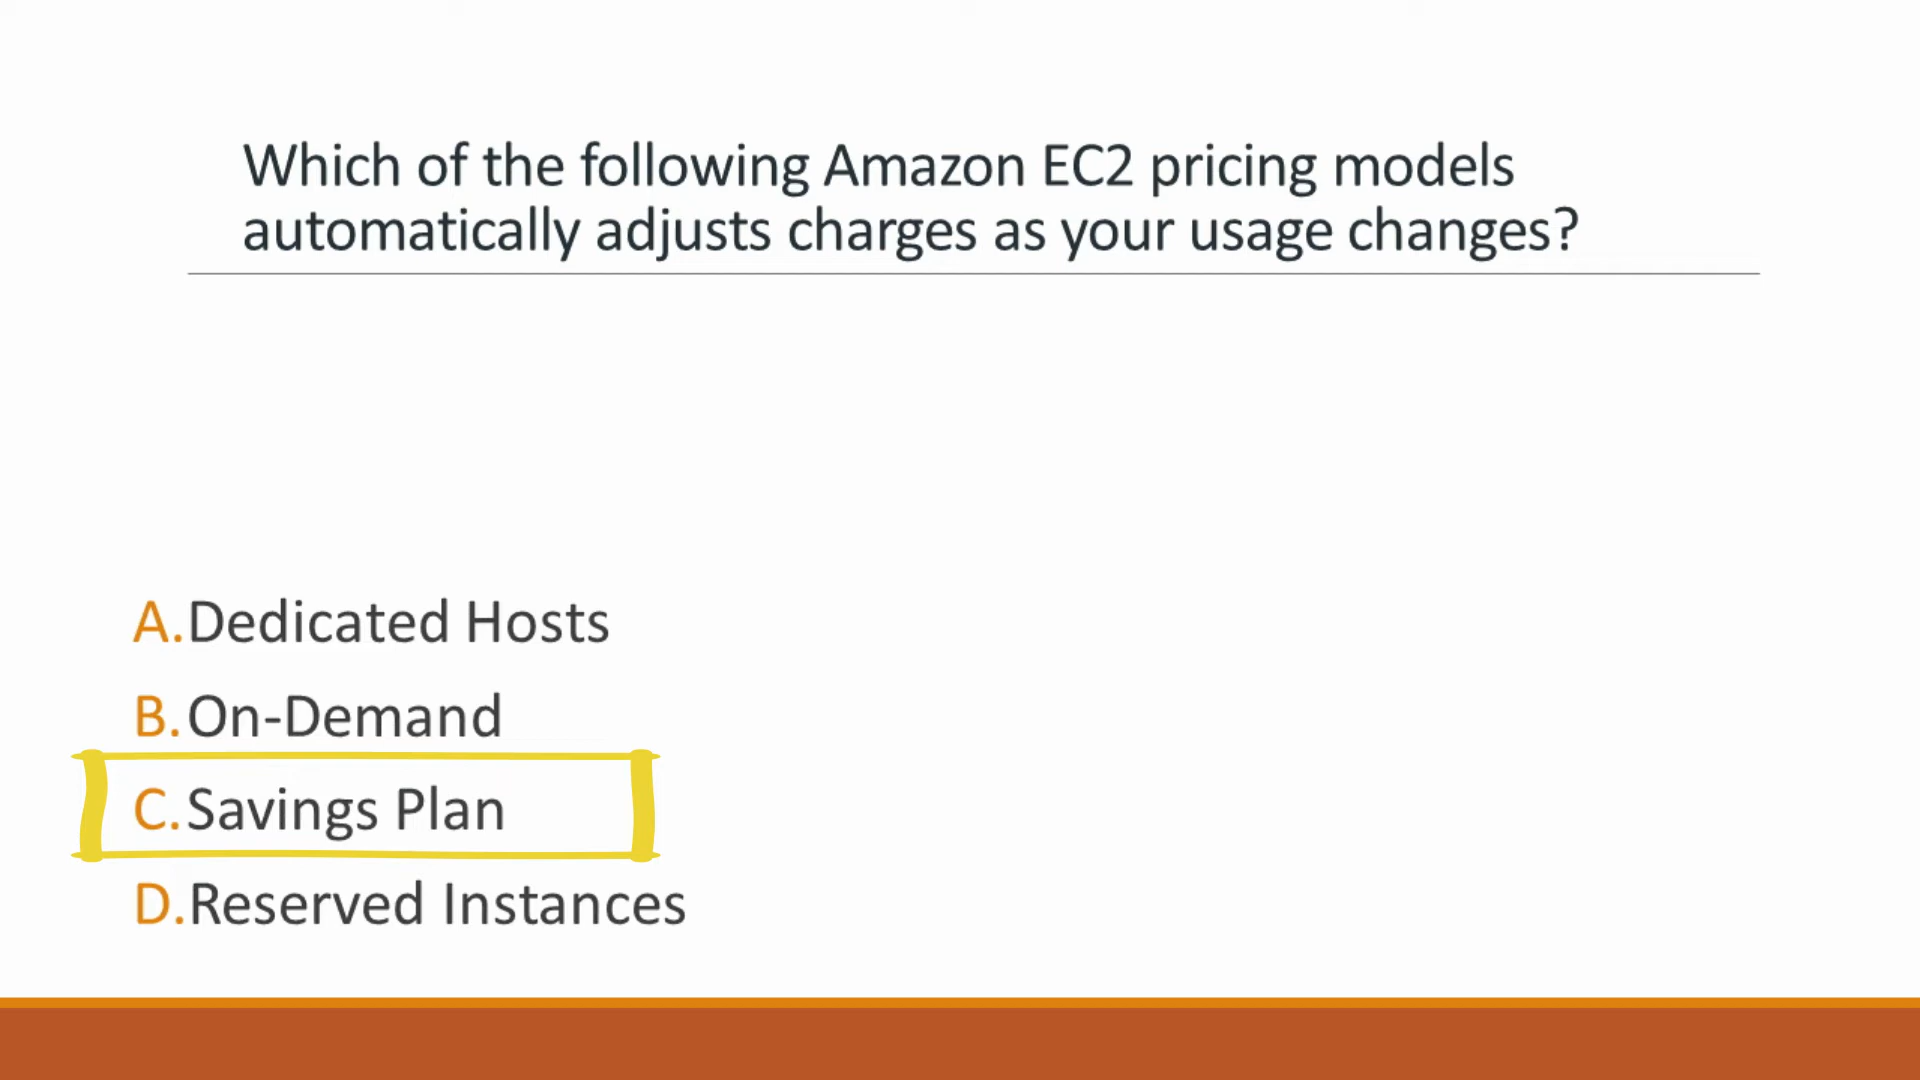 Which of the following Amazon EC2 pricing models
automatically adjusts charges as your usage changes?
A. Dedicated Hosts
B. On-Demand
C. Savings Plan
D. Reserved Instances